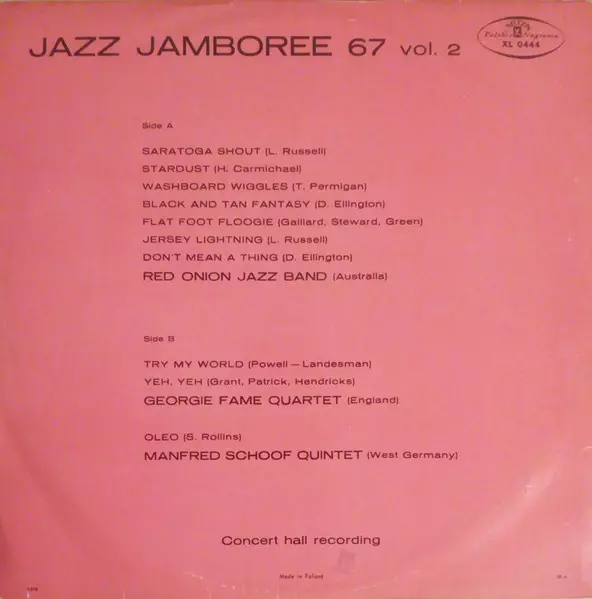 JAZZ JAMBOREE 67 vol. 2
Polskie Nagrania
XL 0444
Side A
SARATOGA SHOUT (L. Russell)
STARDUST (H. Carmichael)
WASHBOARD WIGGLES (T. Permigan)
BLACK AND TAN FANTASY (D. Ellington)
FLAT FOOT FLOOGIE (Gaillard, Steward, Green)
JERSEY LIGHTNING (L. Russell)
DON'T MEAN A THING (D. Ellington)
RED ONION JAZZ BAND (Australia)
Side B
TRY MY WORLD (Powell — Landesman)
YEH, YEH (Grant, Patrick, Hendricks)
GEORGIE FAME QUARTET (England)
OLEO (S. Rollins)
MANFRED SCHOOF QUINTET (West Germany)
Concert hall recording
Made in Poland